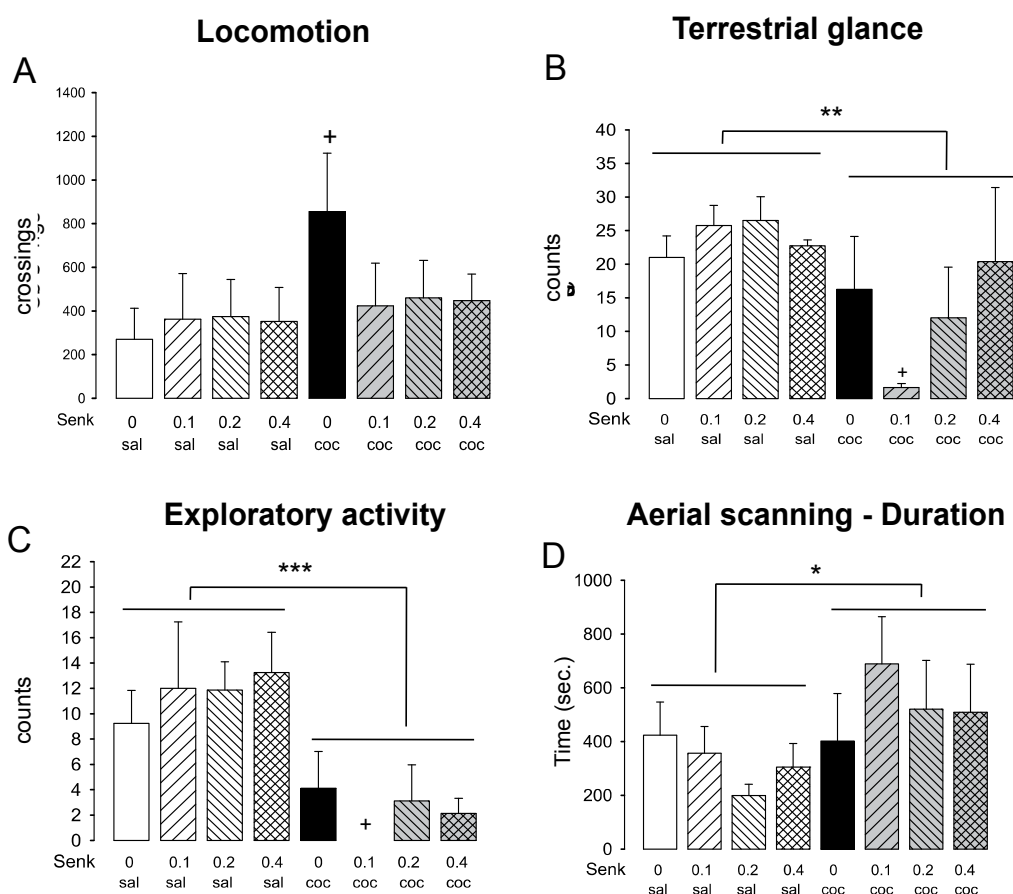 Locomotion
A
1400
1200
1000
800
600
400
200
0
crossings
+
Senk 0 0.1 0.2 0.4 0 0.1 0.2 0.4
sal sal sal sal coc coc coc coc
Terrestrial glance
B
40
35
30
25
20
15
10
5
0
counts
**
+
Senk 0 0.1 0.2 0.4 0 0.1 0.2 0.4
sal sal sal sal coc coc coc coc
Exploratory activity
C
22
20
18
16
14
12
10
8
6
4
2
0
counts
***
+
Senk 0 0.1 0.2 0.4 0 0.1 0.2 0.4
sal sal sal sal coc coc coc coc
Aerial scanning - Duration
D
1000
800
600
400
200
0
Time (sec.)
*
Senk 0 0.1 0.2 0.4 0 0.1 0.2 0.4
sal sal sal sal coc coc coc coc